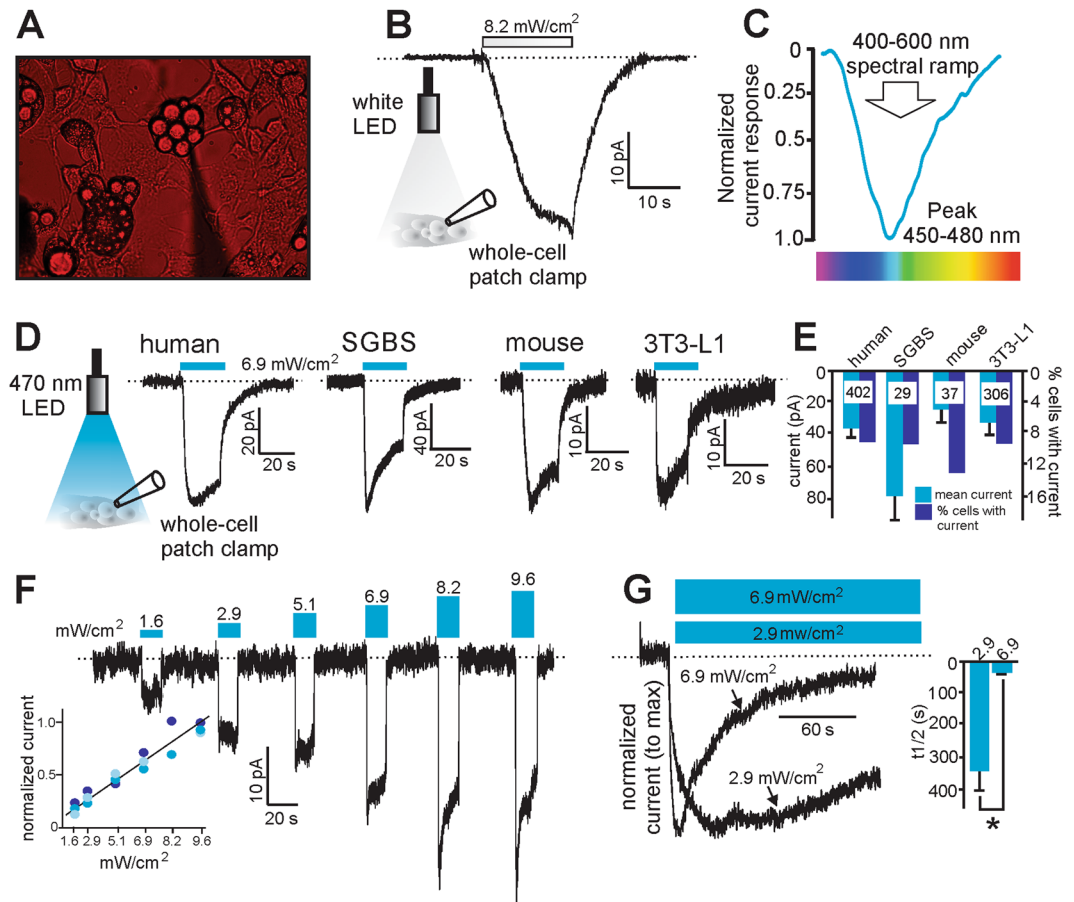 A
B
8.2 mW/cm2
white
LED
10 pA
10 s
whole-cell
patch clamp
C
Normalized
current response
0
0.25
0.5
0.75
1.0
400-600 nm
spectral ramp
Peak
450-480 nm
D
470 nm
LED
whole-cell
patch clamp
human
6.9 mW/cm2
20 pA
20 s
SGBS
40 pA
20 s
mouse
10 pA
20 s
3T3-L1
10 pA
20 s
E
human
SGBS
mouse
3T3-L1
current (pA)
0
20
40
60
80
402
29
37
306
0
4
8
12
16
% cells with current
mean current
% cells with
current
F
mW/cm2
1.6
2.9
5.1
6.9
8.2
9.6
10 pA
20 s
normalized current
1.0
0.5
0
1.6 2.9 5.1 6.9 8.2 9.6
mW/cm2
G
6.9 mW/cm2
2.9 mw/cm2
normalized
current (to max)
6.9 mW/cm2
60 s
2.9 mW/cm2
2.9
6.9
t1/2 (s)
0
100
200
300
400
*